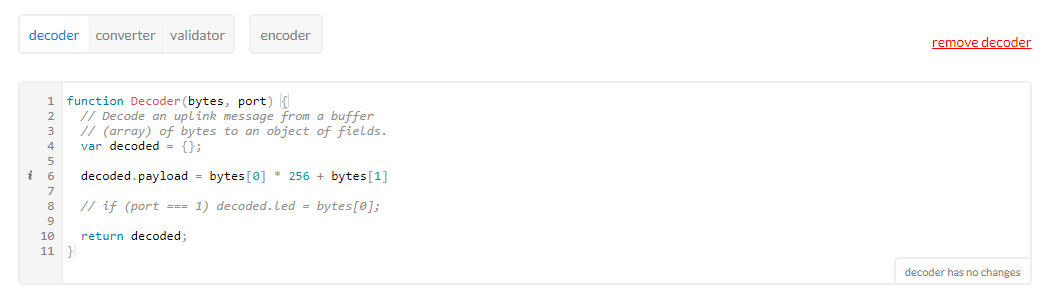 decoder converter validator encoder
remove decoder
1 function Decoder(bytes, port) {
2 // Decode an uplink message from a buffer
3 // (array) of bytes to an object of fields.
4 var decoded = {};
5
i 6 decoded.payload = bytes[0] * 256 + bytes[1]
7
8 // if (port === 1) decoded.led = bytes[0];
9
10 return decoded;
11 }
decoder has no changes